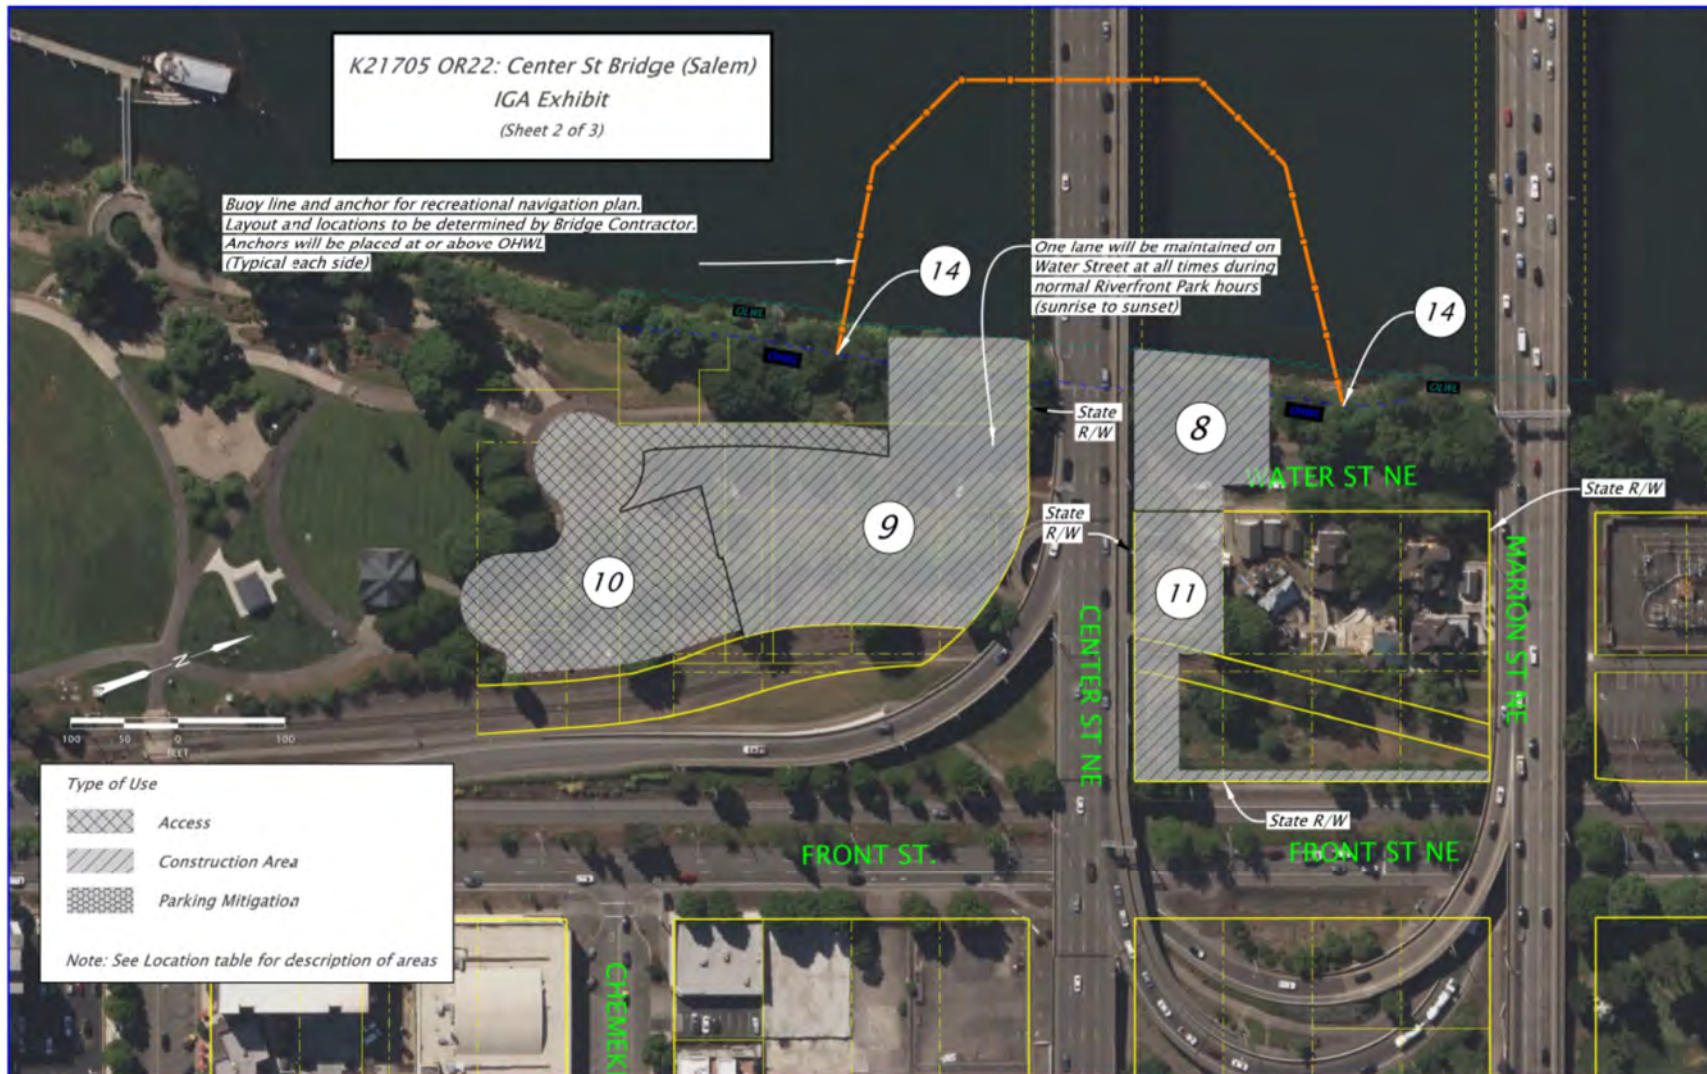 K21705 OR22: Center St Bridge (Salem)
IGA Exhibit
(Sheet 2 of 3)
Buoy line and anchor for recreational navigation plan.
Layout and locations to be determined by Bridge Contractor.
Anchors will be placed at or above OHWL
(Typical each side)
14
One lane will be maintained on
Water Street at all times during
normal Riverfront Park hours
(sunrise to sunset)
14
OLWL
OHWL
OLWL
OHWL
State
R/W
8
WATER ST NE
State R/W
State
R/W
9
10
11
MARION ST NE
CENTER ST NE
N
100 50 0 100
FEET
State R/W
FRONT ST.
FRONT ST NE
Type of Use
Access
Construction Area
Parking Mitigation
Note: See Location table for description of areas
CHEMEK